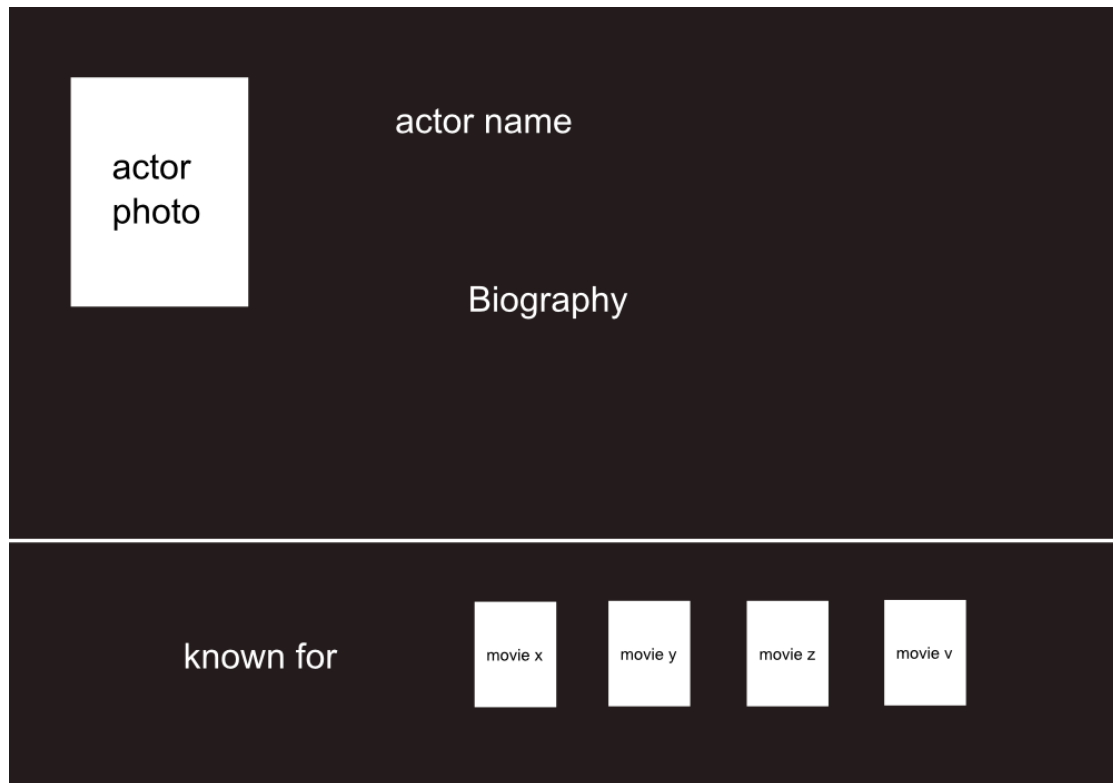 actor
photo
actor name
Biography
known for
movie x
movie y
movie z
movie v